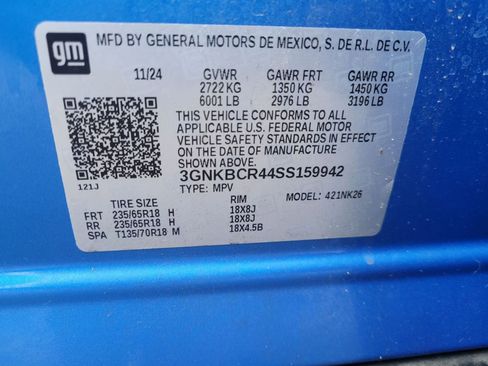 gm
MFD BY GENERAL MOTORS DE MEXICO, S. DE R.L. DE C.V.
11/24 GVWR GAWR FRT GAWR RR
2722 KG 1350 KG 1450 KG
6001 LB 2976 LB 3196 LB
THIS VEHICLE CONFORMS TO ALL
APPLICABLE U.S. FEDERAL MOTOR
VEHICLE SAFETY STANDARDS IN EFFECT
ON THE DATE OF MANUFACTURE
SHOWN ABOVE.
121J
3GNKBCR44SS159942
TYPE: MPV MODEL: 421NK26
TIRE SIZE RIM
FRT 235/65R18 H 18X8J
RR 235/65R18 H 18X8J
SPA T135/70R18 M 18X4.5B